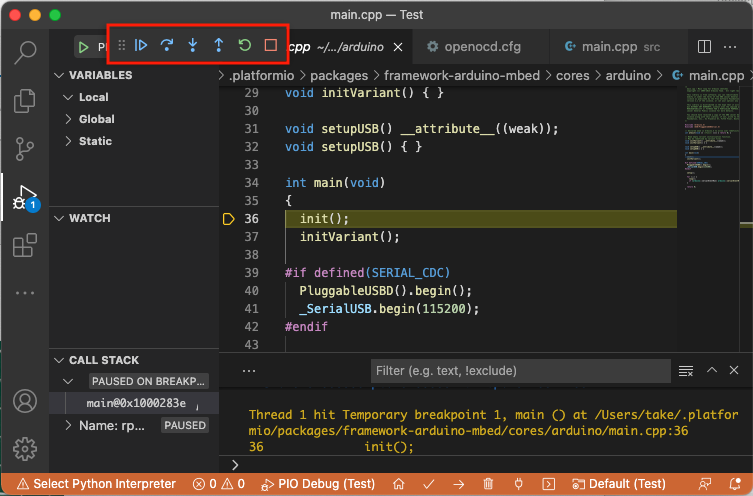 main.cpp — Test
cpp ~/.../arduino
openocd.cfg
main.cpp src
VARIABLES
Local
Global
Static
WATCH
CALL STACK
PAUSED ON BREAKP...
main@0x1000283e
Name: rp... PAUSED
.platformio > packages > framework-arduino-mbed > cores > arduino > main.cpp
29 void initVariant() { }
30
31 void setupUSB() __attribute__((weak));
32 void setupUSB() { }
33
34 int main(void)
35 {
36 init();
37 initVariant();
38
39 #if defined(SERIAL_CDC)
40 PluggableUSBD().begin();
41 _SerialUSB.begin(115200);
42 #endif
43
Filter (e.g. text, !exclude)
Thread 1 hit Temporary breakpoint 1, main () at /Users/take/.platfor
mio/packages/framework-arduino-mbed/cores/arduino/main.cpp:36
36 init();
1
Select Python Interpreter 0 0 PIO Debug (Test) Default (Test)